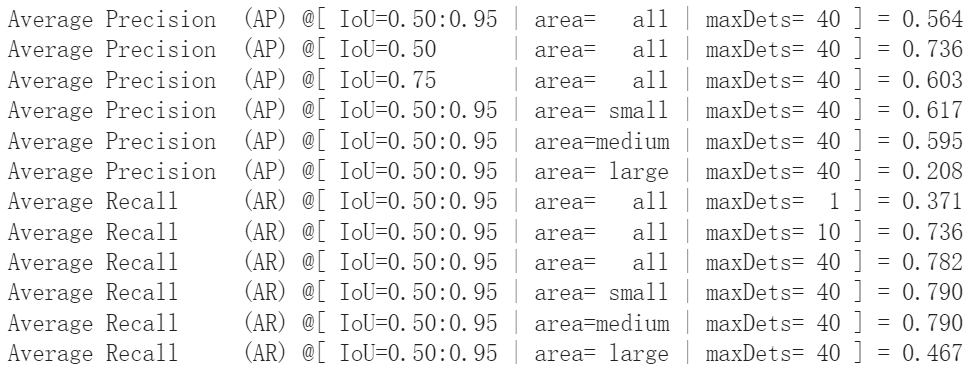 Average Precision  (AP) @[ IoU=0.50:0.95 | area=   all | maxDets= 40 ] = 0.564
Average Precision  (AP) @[ IoU=0.50      | area=   all | maxDets= 40 ] = 0.736
Average Precision  (AP) @[ IoU=0.75      | area=   all | maxDets= 40 ] = 0.603
Average Precision  (AP) @[ IoU=0.50:0.95 | area= small | maxDets= 40 ] = 0.617
Average Precision  (AP) @[ IoU=0.50:0.95 | area=medium | maxDets= 40 ] = 0.595
Average Precision  (AP) @[ IoU=0.50:0.95 | area= large | maxDets= 40 ] = 0.208
Average Recall     (AR) @[ IoU=0.50:0.95 | area=   all | maxDets=  1 ] = 0.371
Average Recall     (AR) @[ IoU=0.50:0.95 | area=   all | maxDets= 10 ] = 0.736
Average Recall     (AR) @[ IoU=0.50:0.95 | area=   all | maxDets= 40 ] = 0.782
Average Recall     (AR) @[ IoU=0.50:0.95 | area= small | maxDets= 40 ] = 0.790
Average Recall     (AR) @[ IoU=0.50:0.95 | area=medium | maxDets= 40 ] = 0.790
Average Recall     (AR) @[ IoU=0.50:0.95 | area= large | maxDets= 40 ] = 0.467